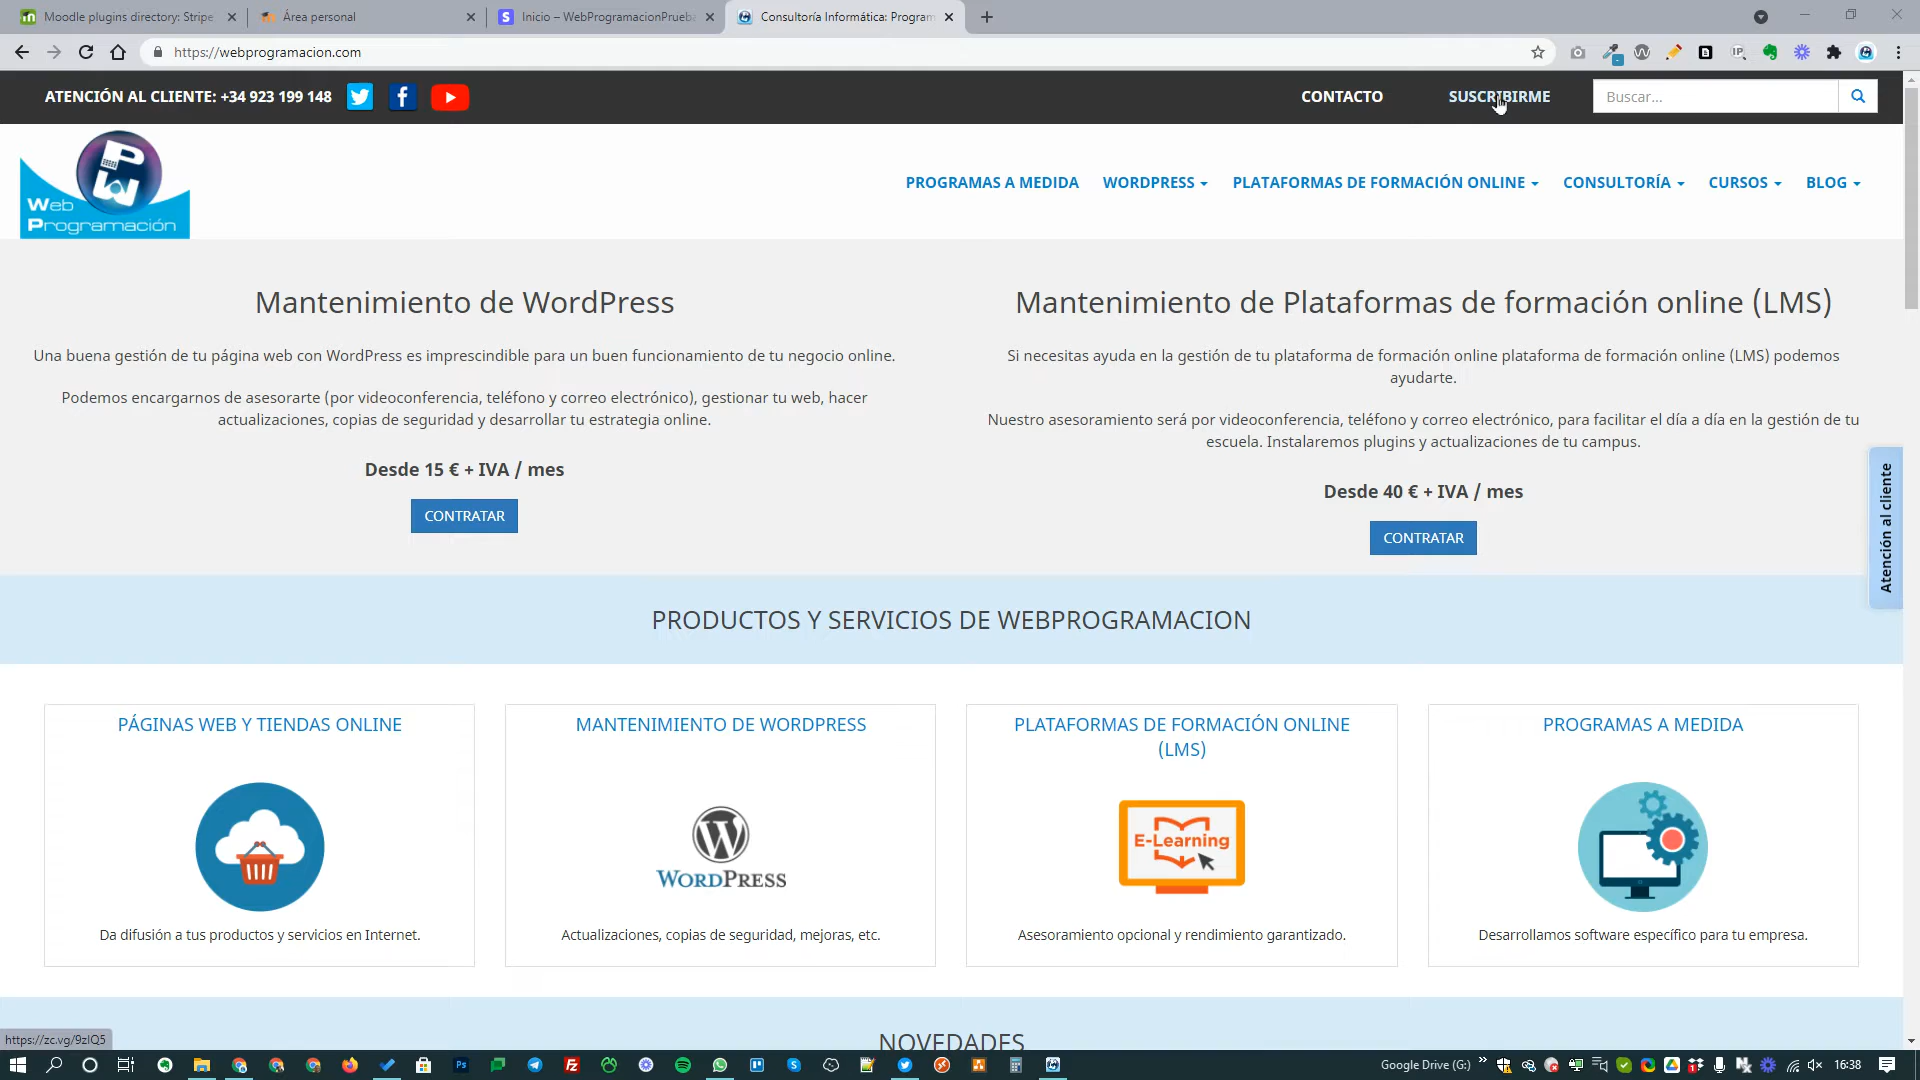 Moodle plugins directory: Stripe
Área personal
Inicio – WebProgramacionPrueb
Consultoría Informática: Program
https://webprogramacion.com
ATENCIÓN AL CLIENTE: +34 923 199 148
CONTACTO
SUSCRIBIRME
Buscar...
Web
Programación
PROGRAMAS A MEDIDA
WORDPRESS
PLATAFORMAS DE FORMACIÓN ONLINE
CONSULTORÍA
CURSOS
BLOG
Mantenimiento de WordPress
Una buena gestión de tu página web con WordPress es imprescindible para un buen funcionamiento de tu negocio online.
Podemos encargarnos de asesorarte (por videoconferencia, teléfono y correo electrónico), gestionar tu web, hacer
actualizaciones, copias de seguridad y desarrollar tu estrategia online.
Desde 15 € + IVA / mes
CONTRATAR
Mantenimiento de Plataformas de formación online (LMS)
Si necesitas ayuda en la gestión de tu plataforma de formación online plataforma de formación online (LMS) podemos
ayudarte.
Nuestro asesoramiento será por videoconferencia, teléfono y correo electrónico, para facilitar el día a día en la gestión de tu
escuela. Instalaremos plugins y actualizaciones de tu campus.
Desde 40 € + IVA / mes
CONTRATAR
Atención al cliente
PRODUCTOS Y SERVICIOS DE WEBPROGRAMACION
PÁGINAS WEB Y TIENDAS ONLINE
Da difusión a tus productos y servicios en Internet.
MANTENIMIENTO DE WORDPRESS
WORDPRESS
Actualizaciones, copias de seguridad, mejoras, etc.
PLATAFORMAS DE FORMACIÓN ONLINE
(LMS)
E-Learning
Asesoramiento opcional y rendimiento garantizado.
PROGRAMAS A MEDIDA
Desarrollamos software específico para tu empresa.
NOVEDADES
https://zc.vg/9zIQ5
Google Drive (G:)
16:38